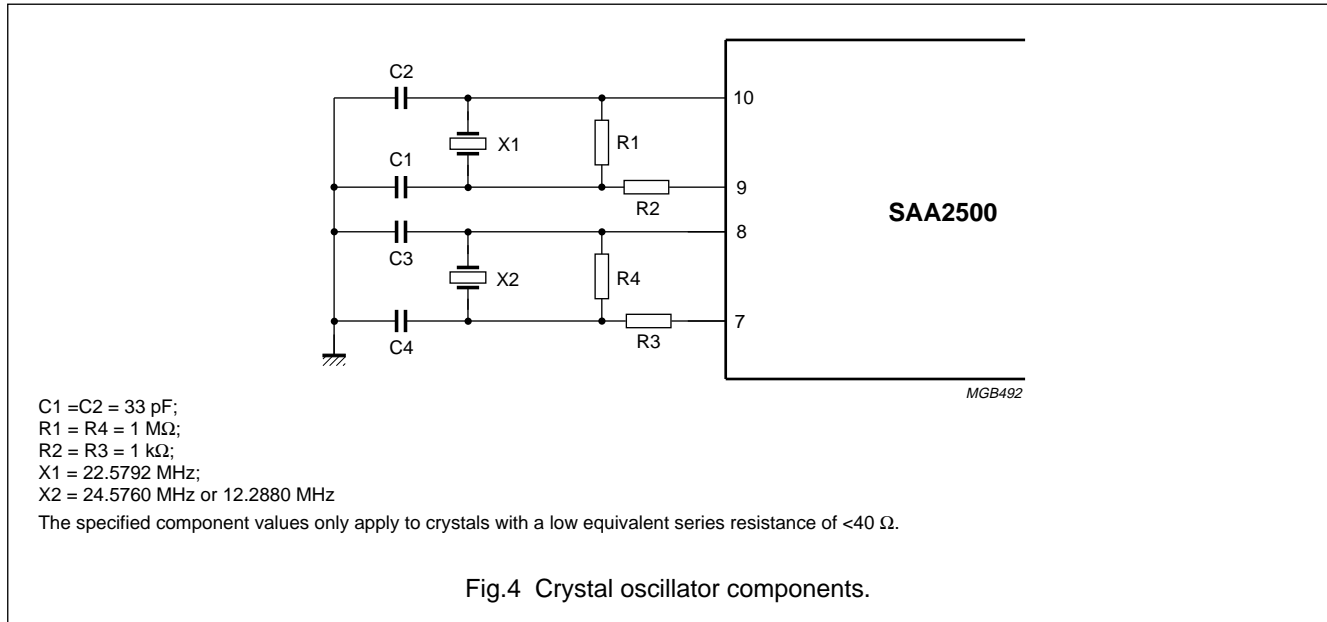 C2
10
X1
R1
C1
9
R2
SAA2500
8
C3
X2
R4
7
C4
R3
MGB492
C1 =C2 = 33 pF;
R1 = R4 = 1 MΩ;
R2 = R3 = 1 kΩ;
X1 = 22.5792 MHz;
X2 = 24.5760 MHz or 12.2880 MHz
The specified component values only apply to crystals with a low equivalent series resistance of <40 Ω.
Fig.4 Crystal oscillator components.